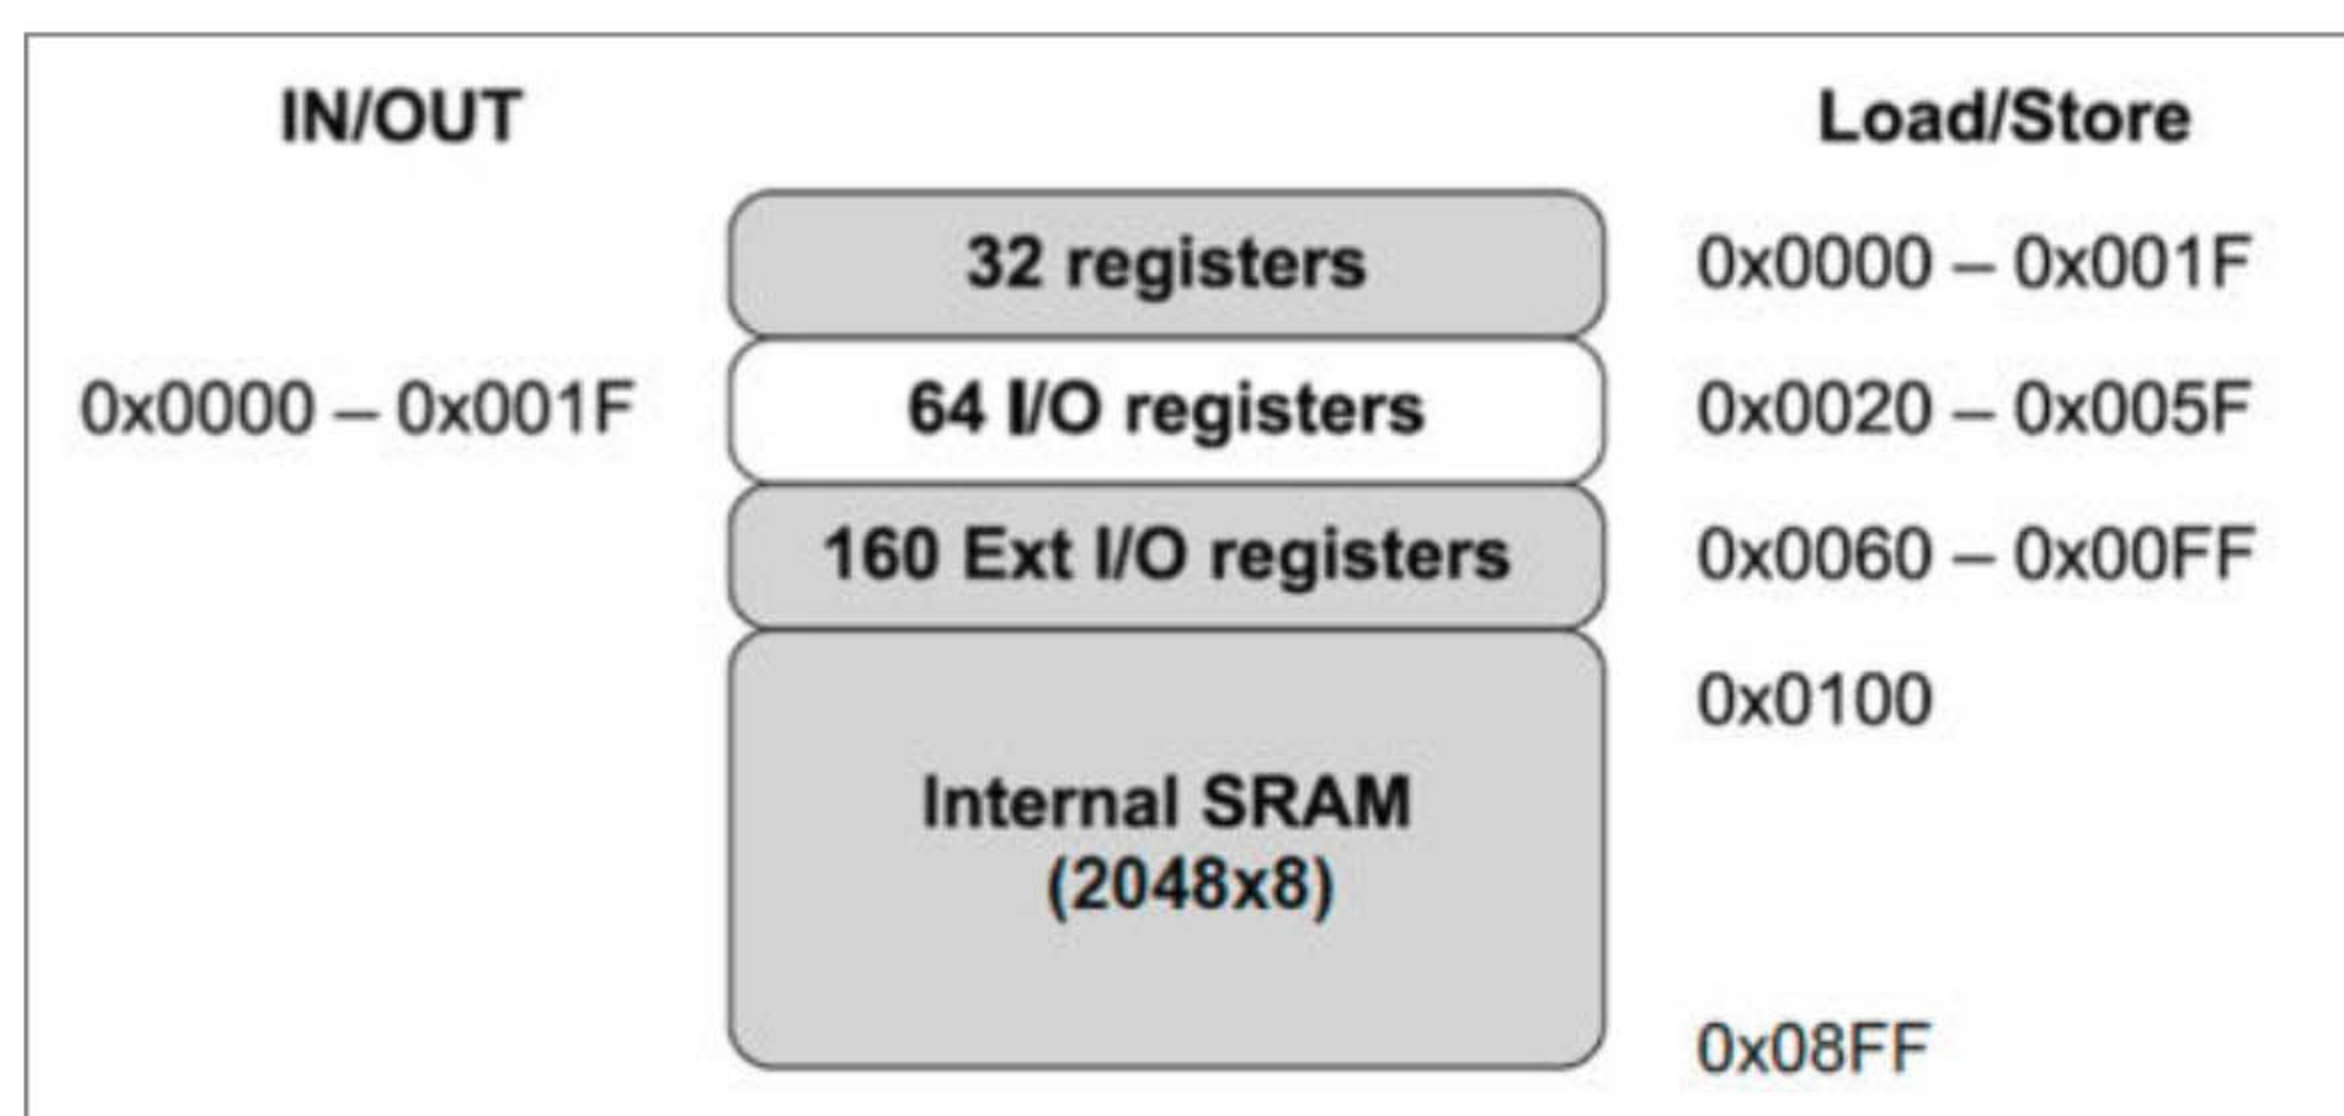 IN/OUT
Load/Store
32 registers
0x0000 – 0x001F
0x0000 – 0x001F
64 I/O registers
0x0020 – 0x005F
160 Ext I/O registers
0x0060 – 0x00FF
0x0100
Internal SRAM
(2048x8)
0x08FF